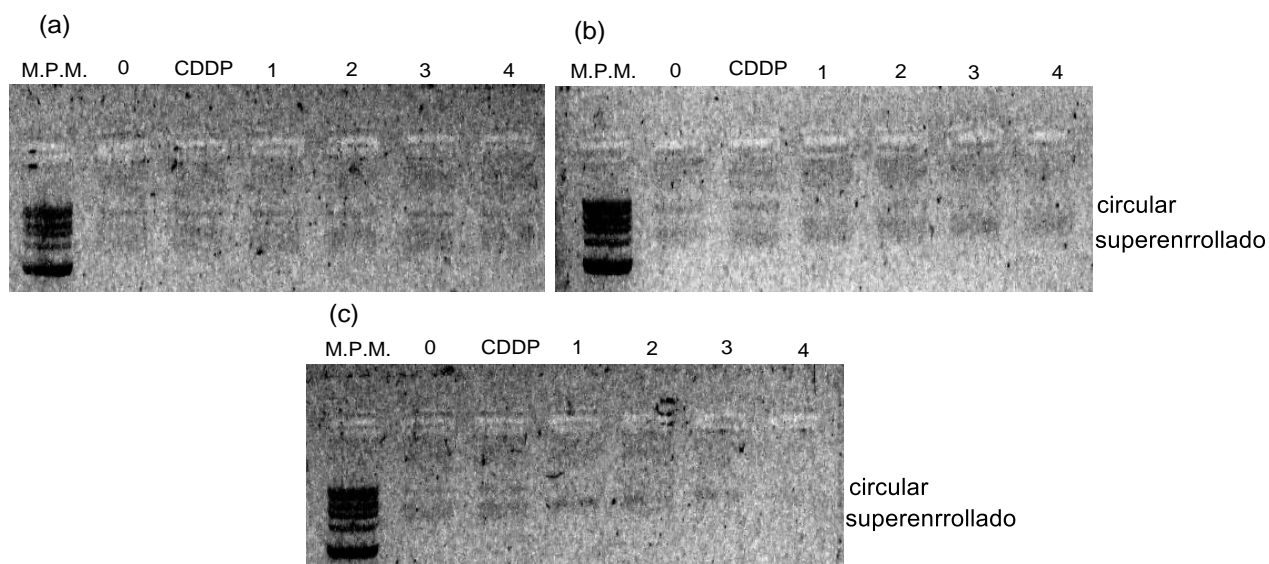 (a)
M.P.M. 0 CDDP 1 2 3 4
(b)
M.P.M. 0 CDDP 1 2 3 4
circular
superenrrollado
(c)
M.P.M. 0 CDDP 1 2 3 4
circular
superenrrollado